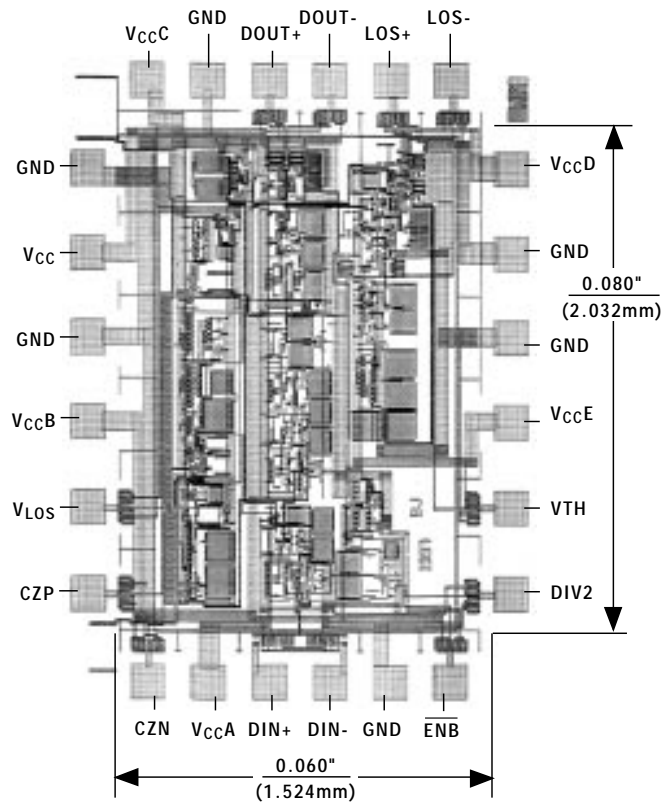 VCCC GND DOUT+ DOUT- LOS+ LOS-
GND VCCD
VCC GND
0.080"
(2.032mm)
GND GND
VCCB VCCE
VLOS VTH
CZP DIV2
CZN VCCA DIN+ DIN- GND ENB
0.060"
(1.524mm)